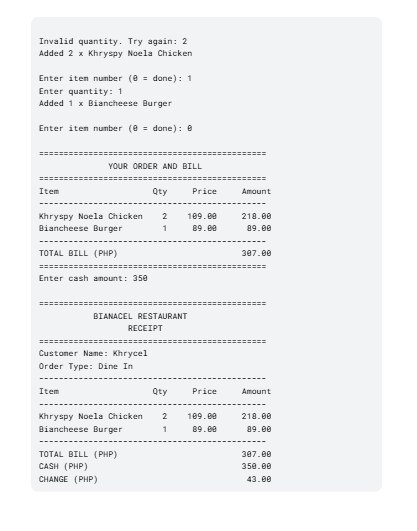 Invalid quantity. Try again: 2
Added 2 x Khryspy Noela Chicken
Enter item number (0 = done): 1
Enter quantity: 1
Added 1 x Biancheese Burger
Enter item number (0 = done): 0
==============================================
YOUR ORDER AND BILL
==============================================
Item Qty Price Amount
----------------------------------------------
Khryspy Noela Chicken 2 109.00 218.00
Biancheese Burger 1 89.00 89.00
----------------------------------------------
TOTAL BILL (PHP) 307.00
==============================================
Enter cash amount: 350
==============================================
BIANACEL RESTAURANT
RECEIPT
==============================================
Customer Name: Khrycel
Order Type: Dine In
----------------------------------------------
Item Qty Price Amount
----------------------------------------------
Khryspy Noela Chicken 2 109.00 218.00
Biancheese Burger 1 89.00 89.00
----------------------------------------------
TOTAL BILL (PHP) 307.00
CASH (PHP) 350.00
CHANGE (PHP) 43.00